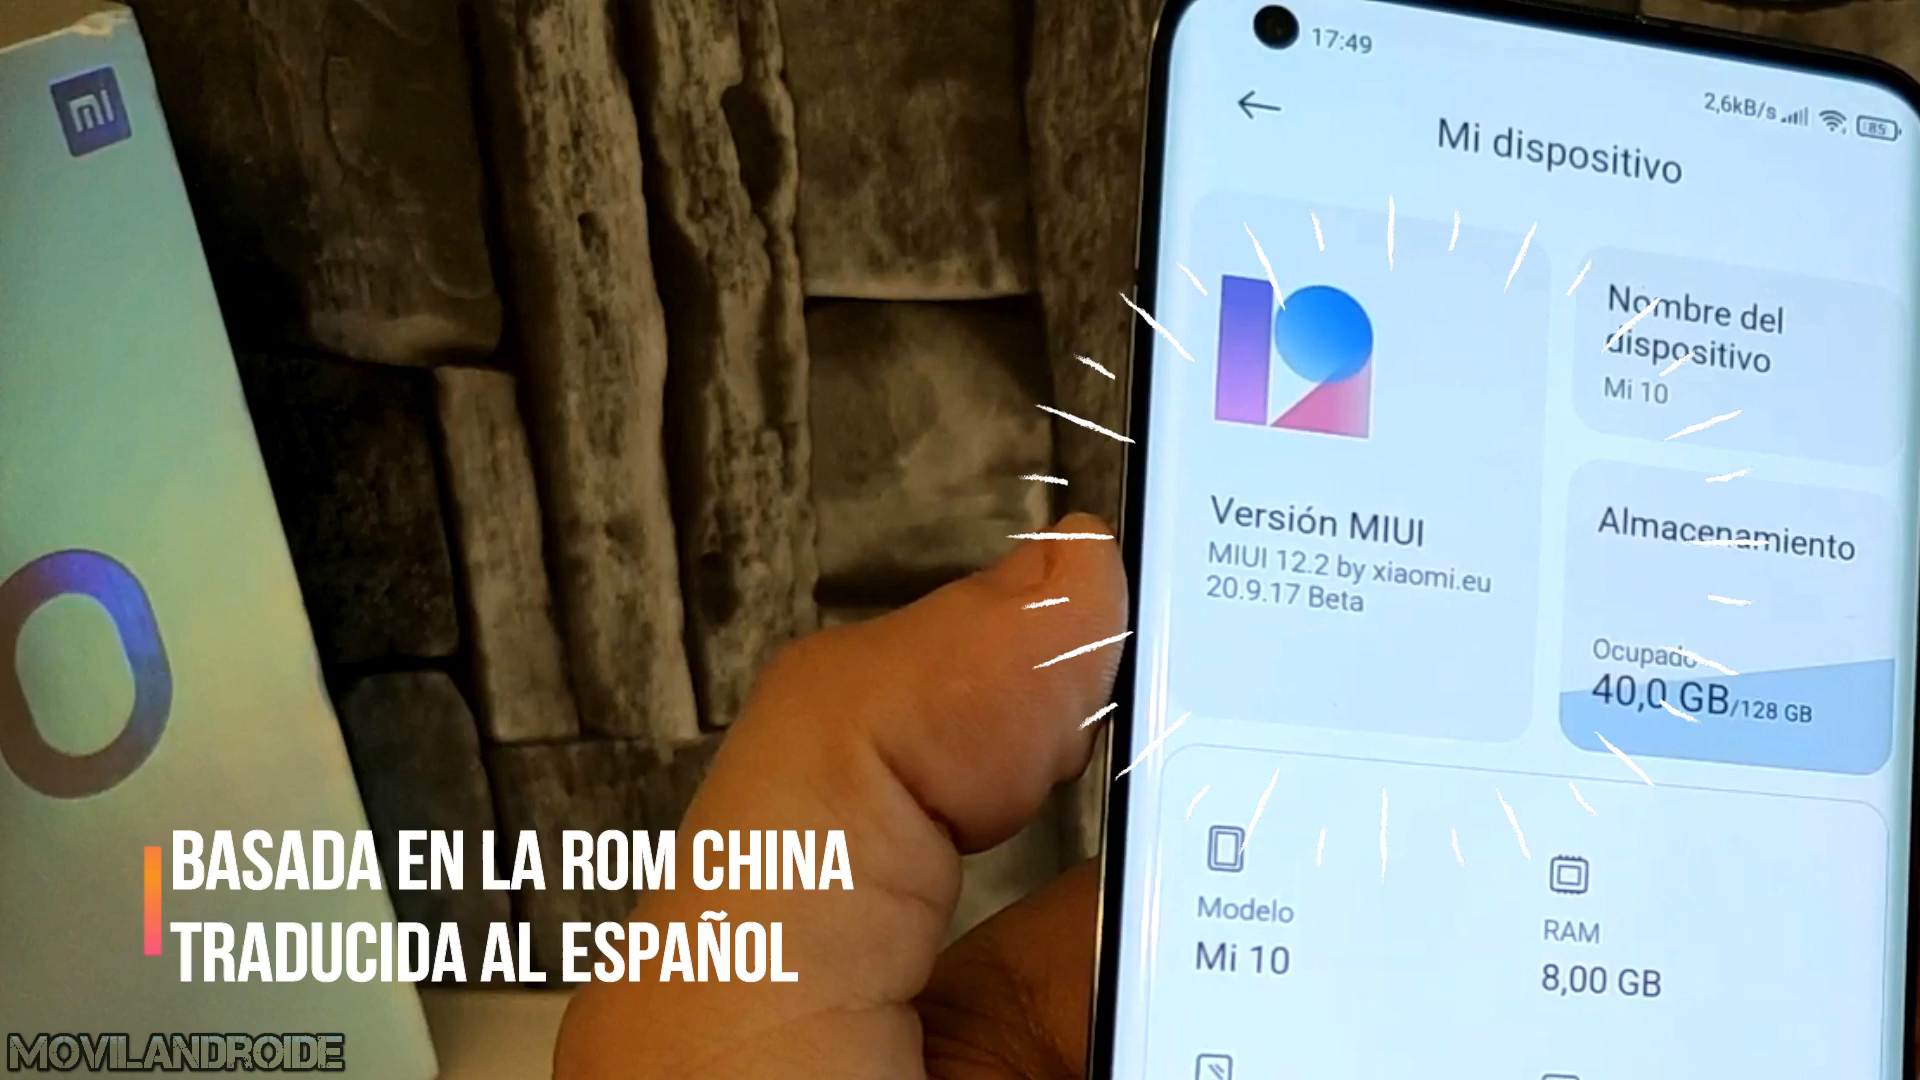 mi
17:49
2,6kB/s
85
Mi dispositivo
Nombre del
dispositivo
Mi 10
Versión MIUI
MIUI 12.2 by xiaomi.eu
20.9.17 Beta
Almacenamiento
Ocupado
40,0 GB/128 GB
Modelo
Mi 10
RAM
8,00 GB
0
BASADA EN LA ROM CHINA
TRADUCIDA AL ESPAÑOL
MOVILANDROIDE